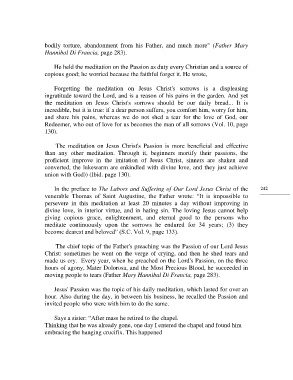 bodily torture, abandonment from his Father, and much more" (Father Mary
Hannibal Di Francia, page 283).
He held the meditation on the Passion as duty every Christian and a source of
copious good; he worried because the faithful forget it. He wrote,
Forgetting the meditation on Jesus Christ's sorrows is a displeasing
ingratitude toward the Lord, and is a reason of his pains in the garden. And yet
the meditation on Jesus Christ's sorrows should be our daily bread... It is
incredible, but it is true: if a dear person suffers, you comfort him, worry for him,
and share his pains, whereas we do not shed a tear for the love of God, our
Redeemer, who out of love for us becomes the man of all sorrows (Vol. 10, page
130).
The meditation on Jesus Christ's Passion is more beneficial and effective
than any other meditation. Through it, beginners mortify their passions, the
proficient improve in the imitation of Jesus Christ, sinners are shaken and
converted, the lukewarm are enkindled with divine love, and they just achieve
union with God)) (Ibid. page 130).
In the preface to The Labors and Suffering of Our Lord Jesus Christ of the
venerable Thomas of Saint Augustine, the Father wrote: "It is impossible to
persevere in this meditation at least 20 minutes a day without improving in
divine love, in interior virtue, and in hating sin. The loving Jesus cannot help
giving copious grace, enlightenment, and eternal good to the persons who
meditate continuously upon the sorrows he endured for 34 years; (3) they
become dearest and beloved" (S.C. Vol. 9, page 133).
242
The chief topic of the Father's preaching was the Passion of our Lord Jesus
Christ: sometimes he went on the verge of crying, and then he shed tears and
made us cry. Every year, when he preached on the Lord's Passion, on the three
hours of agony, Mater Dolorosa, and the Most Precious Blood, he succeeded in
moving people to tears (Father Mary Hannibal Di Francia, page 283).
Jesus' Passion was the topic of his daily meditation, which lasted for over an
hour. Also during the day, in between his business, he recalled the Passion and
invited people who were with him to do the same.
Says a sister: "After mass he retired to the chapel.
Thinking that he was already gone, one day I entered the chapel and found him
embracing the hanging crucifix. This happened